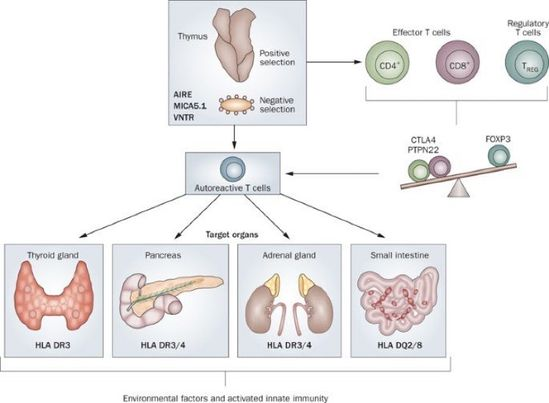 Thymus
Positive
selection
AIRE
MICA5.1
VNTR
Negative
selection
Effector T cells
Regulatory
T cells
CD4+
CD8+
TREG
CTLA4
PTPN22
FOXP3
Autoreactive T cells
Target organs
Thyroid gland
Pancreas
Adrenal gland
Small intestine
HLA DR3
HLA DR3/4
HLA DR3/4
HLA DQ2/8
Environmental factors and activated innate immunity